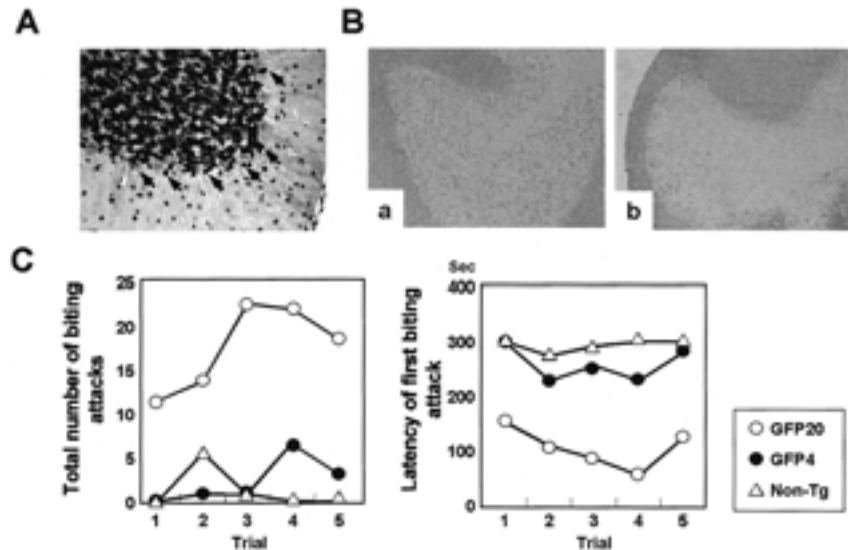 A
B
a
b
C
Total number of biting
attacks
25
20
15
10
5
0
1 2 3 4 5
Trial
Latency of first biting
attack
Sec
400
300
200
100
0
1 2 3 4 5
Trial
GFP20
GFP4
Non-Tg